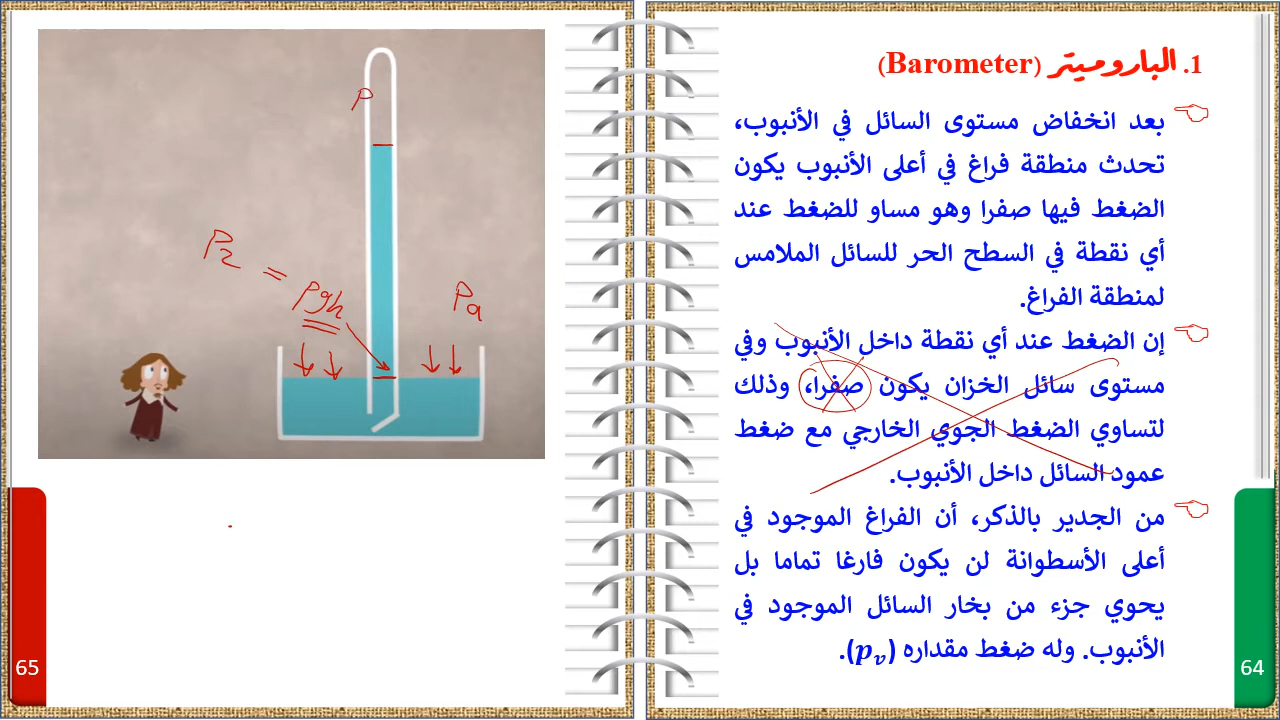 1. الباروميتر (Barometer)
بعد انخفاض مستوى السائل في الأنبوب،
تحدث منطقة فراغ في أعلى الأنبوب يكون
الضغط فيها صفرا وهو مساو للضغط عند
أي نقطة في السطح الحر للسائل الملامس
لمنطقة الفراغ.
إن الضغط عند أي نقطة داخل الأنبوب وفي
مستوى سائل الخزان يكون صفرا، وذلك
لتساوي الضغط الجوي الخارجي مع ضغط
عمود السائل داخل الأنبوب.
من الجدير بالذكر، أن الفراغ الموجود في
أعلى الأسطوانة لن يكون فارغا تماما بل
يحوي جزء من بخار السائل الموجود في
الأنبوب. وله ضغط مقداره (pᵥ).
64
P
P₂ = ρgh
Pa
65